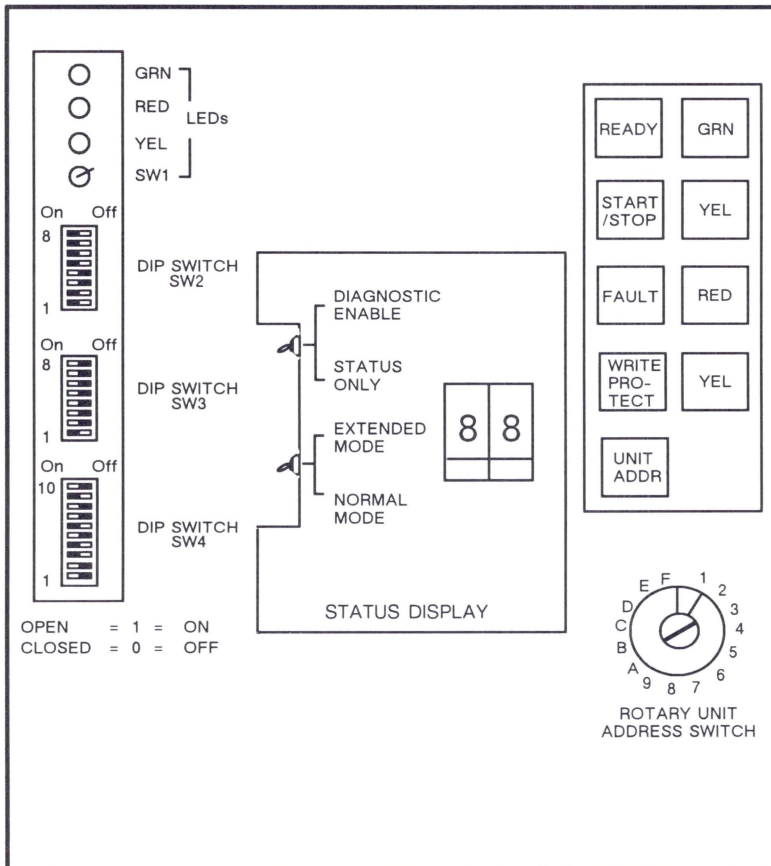 GRN
RED
LEDs
YEL
SW1
On Off
8
1
DIP SWITCH
SW2
On Off
8
1
DIP SWITCH
SW3
On Off
10
1
DIP SWITCH
SW4
OPEN = 1 = ON
CLOSED = 0 = OFF
DIAGNOSTIC
ENABLE
STATUS
ONLY
EXTENDED
MODE
NORMAL
MODE
8 8
STATUS DISPLAY
READY GRN
START
/STOP
YEL
FAULT RED
WRITE
PRO-
TECT
YEL
UNIT
ADDR
F 1 2 3 4 5 6 7 8 9 A B C D E
ROTARY UNIT
ADDRESS SWITCH